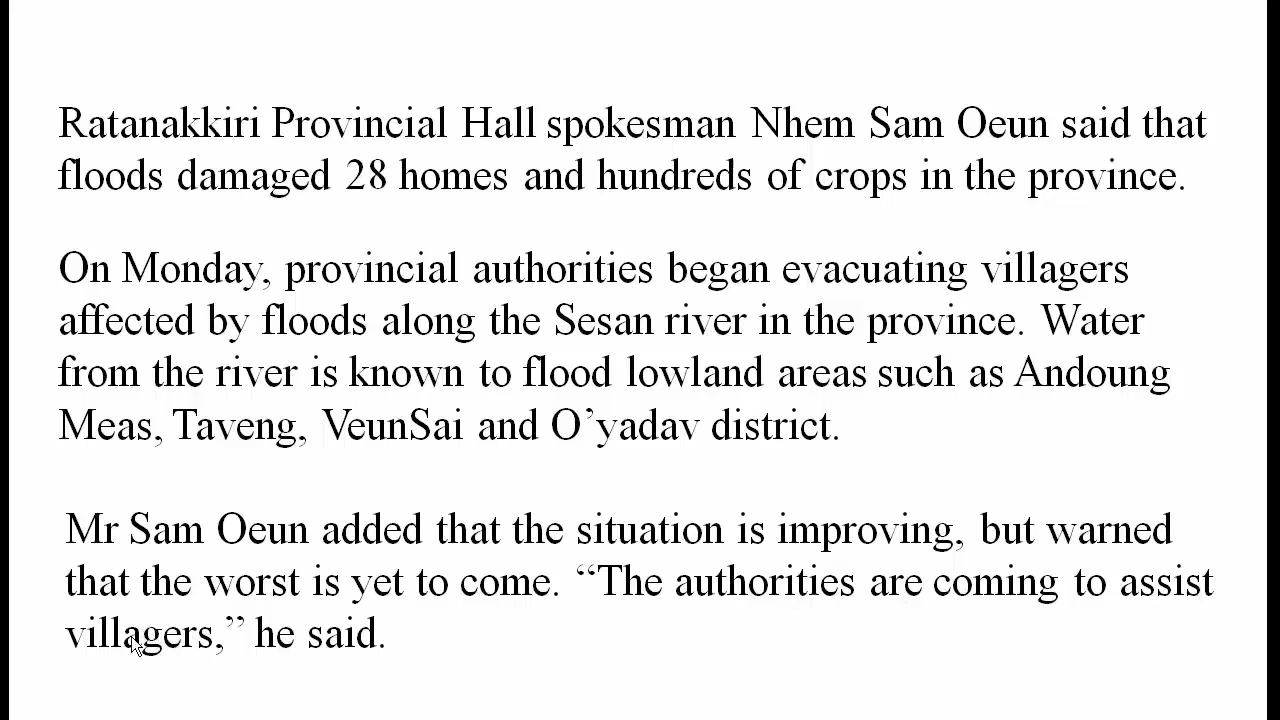 Ratanakkiri Provincial Hall spokesman Nhem Sam Oeun said that
floods damaged 28 homes and hundreds of crops in the province.
On Monday, provincial authorities began evacuating villagers
affected by floods along the Sesan river in the province. Water
from the river is known to flood lowland areas such as Andoung
Meas, Taveng, VeunSai and O’yadav district.
Mr Sam Oeun added that the situation is improving, but warned
that the worst is yet to come. “The authorities are coming to assist
villagers,” he said.